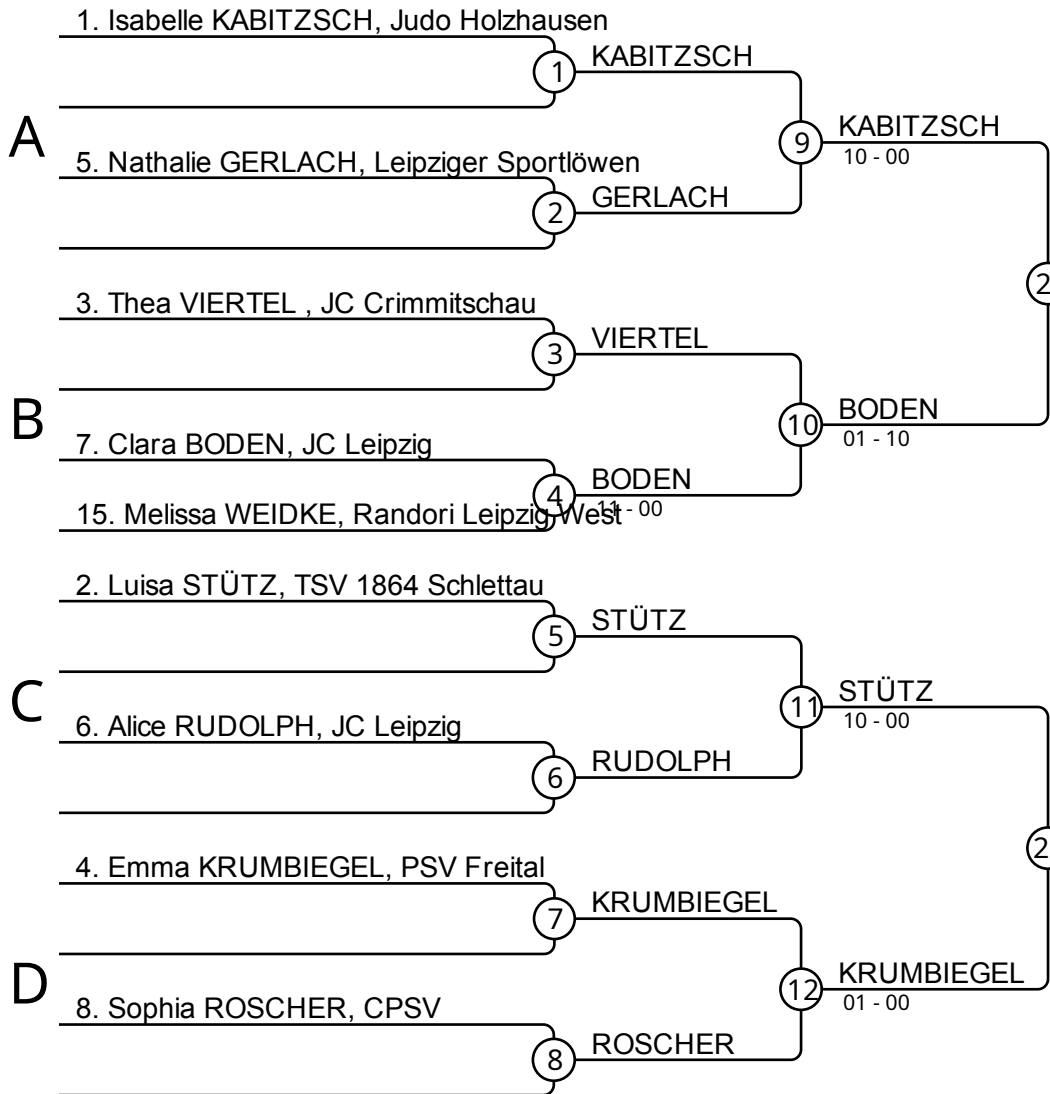 1. Isabelle KABITZSCH, Judo Holzhausen
1
KABITZSCH
A
9
KABITZSCH
10 - 00
5. Nathalie GERLACH, Leipziger Sportlöwen
2
GERLACH
3. Thea VIERTEL , JC Crimmitschau
3
VIERTEL
B
10
BODEN
01 - 10
7. Clara BODEN, JC Leipzig
4
BODEN
11 - 00
15. Melissa WEIDKE, Randori Leipzig West
2. Luisa STÜTZ, TSV 1864 Schlettau
5
STÜTZ
C
11
STÜTZ
10 - 00
6. Alice RUDOLPH, JC Leipzig
6
RUDOLPH
4. Emma KRUMBIEGEL, PSV Freital
7
KRUMBIEGEL
D
12
KRUMBIEGEL
01 - 00
8. Sophia ROSCHER, CPSV
8
ROSCHER